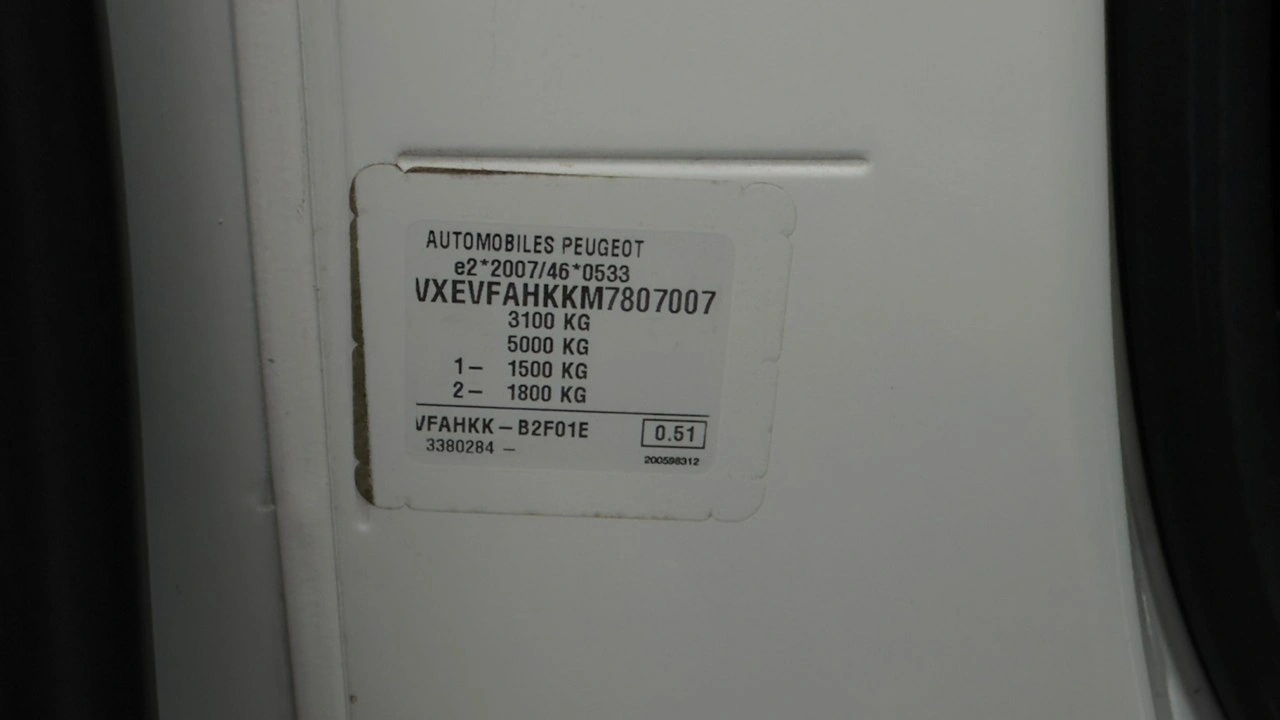 AUTOMOBILES PEUGEOT
e2*2007/46*0533
VXEVFAHKKM7807007
3100 KG
5000 KG
1- 1500 KG
2- 1800 KG
VFAHKK-B2F01E 0.51
3380284 - 200598312